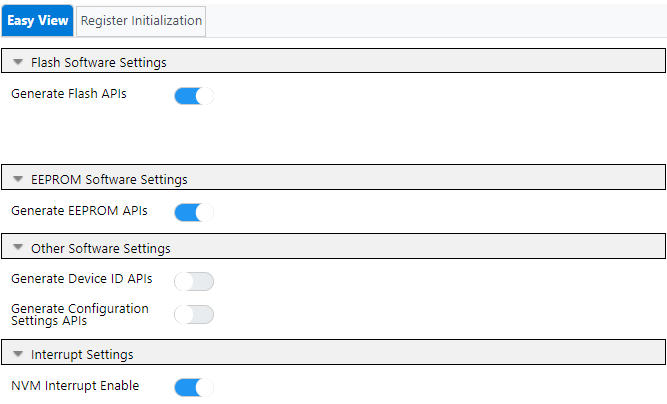 Easy View
Register Initialization
Flash Software Settings
Generate Flash APIs
EEPROM Software Settings
Generate EEPROM APIs
Other Software Settings
Generate Device ID APIs
Generate Configuration
Settings APIs
Interrupt Settings
NVM Interrupt Enable